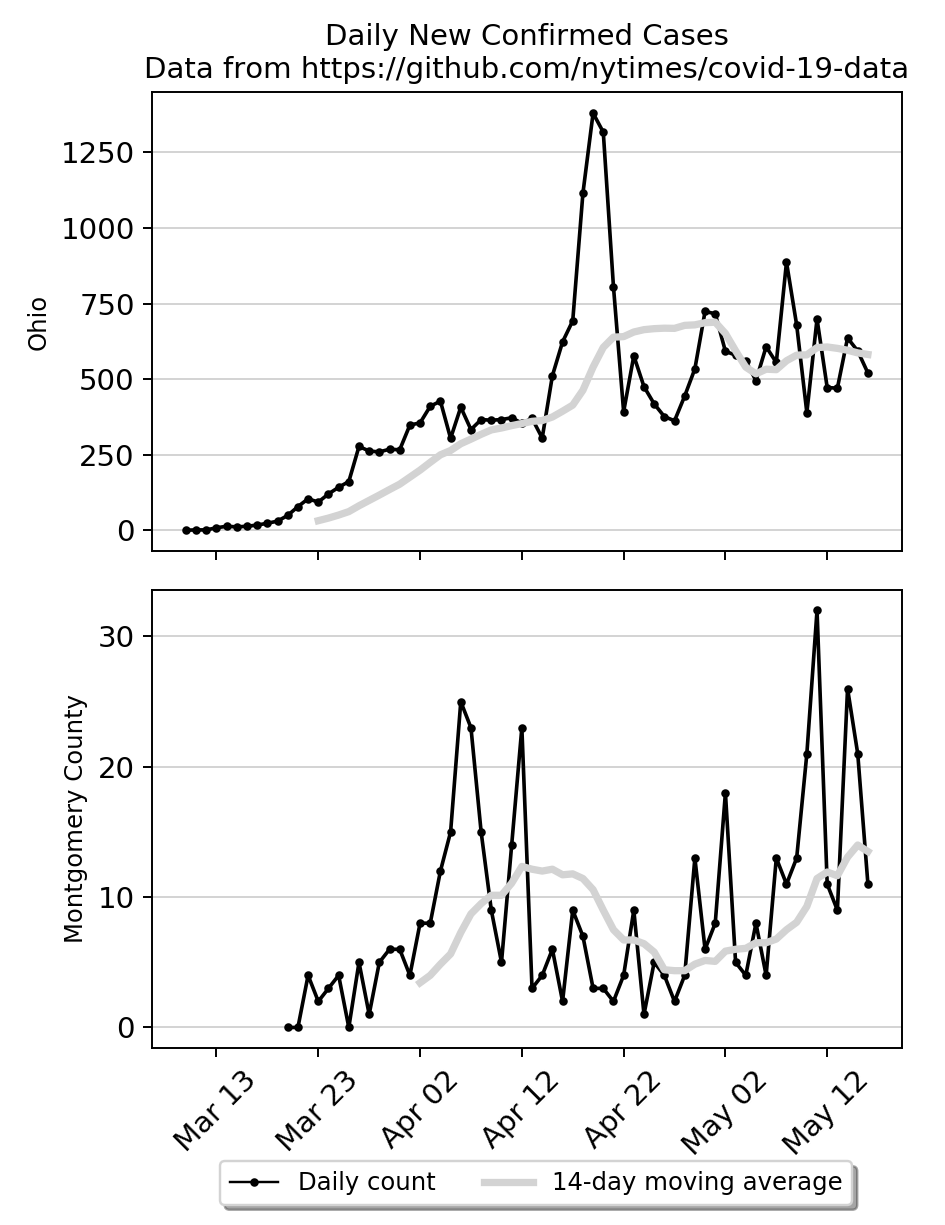 Daily New Confirmed Cases
Data from https://github.com/nytimes/covid-19-data
1250
1000
750
500
250
0
Ohio
30
20
10
0
Montgomery County
Mar 13
Mar 23
Apr 02
Apr 12
Apr 22
May 02
May 12
Daily count
14-day moving average